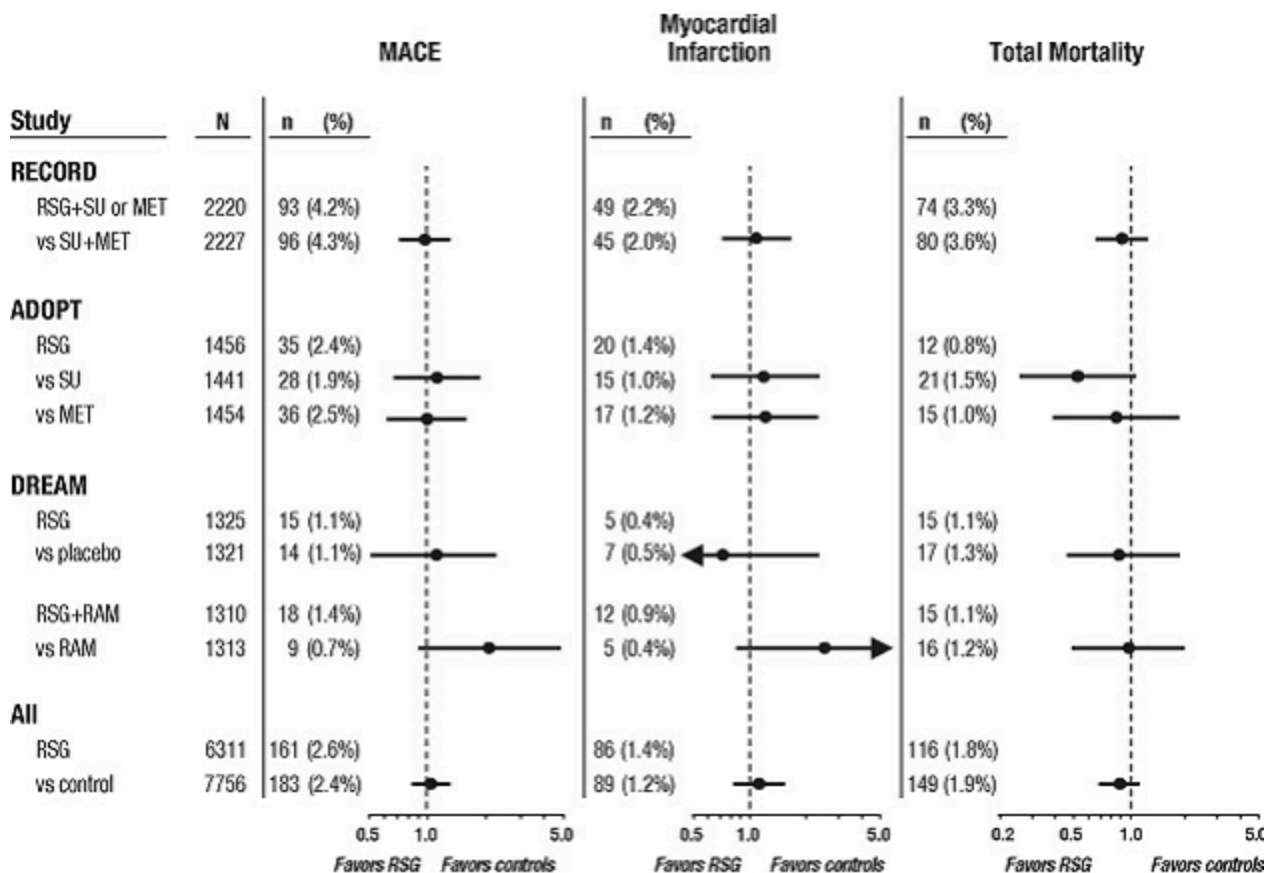 MACE Myocardial Infarction Total Mortality
Study N n (%) n (%) n (%)
RECORD
RSG+SU or MET 2220 93 (4.2%) 49 (2.2%) 74 (3.3%)
vs SU+MET 2227 96 (4.3%) 45 (2.0%) 80 (3.6%)
ADOPT
RSG 1456 35 (2.4%) 20 (1.4%) 12 (0.8%)
vs SU 1441 28 (1.9%) 15 (1.0%) 21 (1.5%)
vs MET 1454 36 (2.5%) 17 (1.2%) 15 (1.0%)
DREAM
RSG 1325 15 (1.1%) 5 (0.4%) 15 (1.1%)
vs placebo 1321 14 (1.1%) 7 (0.5%) 17 (1.3%)
RSG+RAM 1310 18 (1.4%) 12 (0.9%) 15 (1.1%)
vs RAM 1313 9 (0.7%) 5 (0.4%) 16 (1.2%)
All
RSG 6311 161 (2.6%) 86 (1.4%) 116 (1.8%)
vs control 7756 183 (2.4%) 89 (1.2%) 149 (1.9%)
0.5 1.0 5.0 0.5 1.0 5.0 0.2 0.5 1.0 5.0
Favors RSG Favors controls Favors RSG Favors controls Favors RSG Favors controls